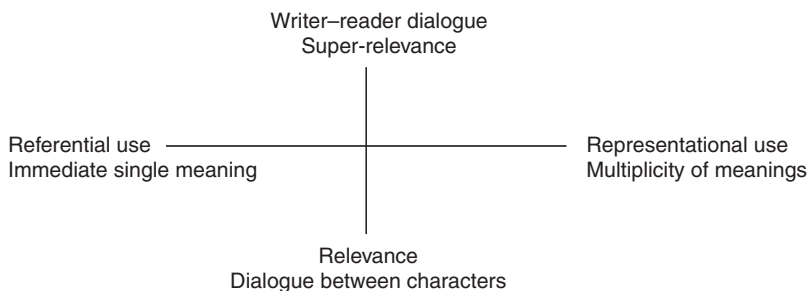 Writer–reader dialogue
Super-relevance
Referential use
Immediate single meaning
Representational use
Multiplicity of meanings
Relevance
Dialogue between characters